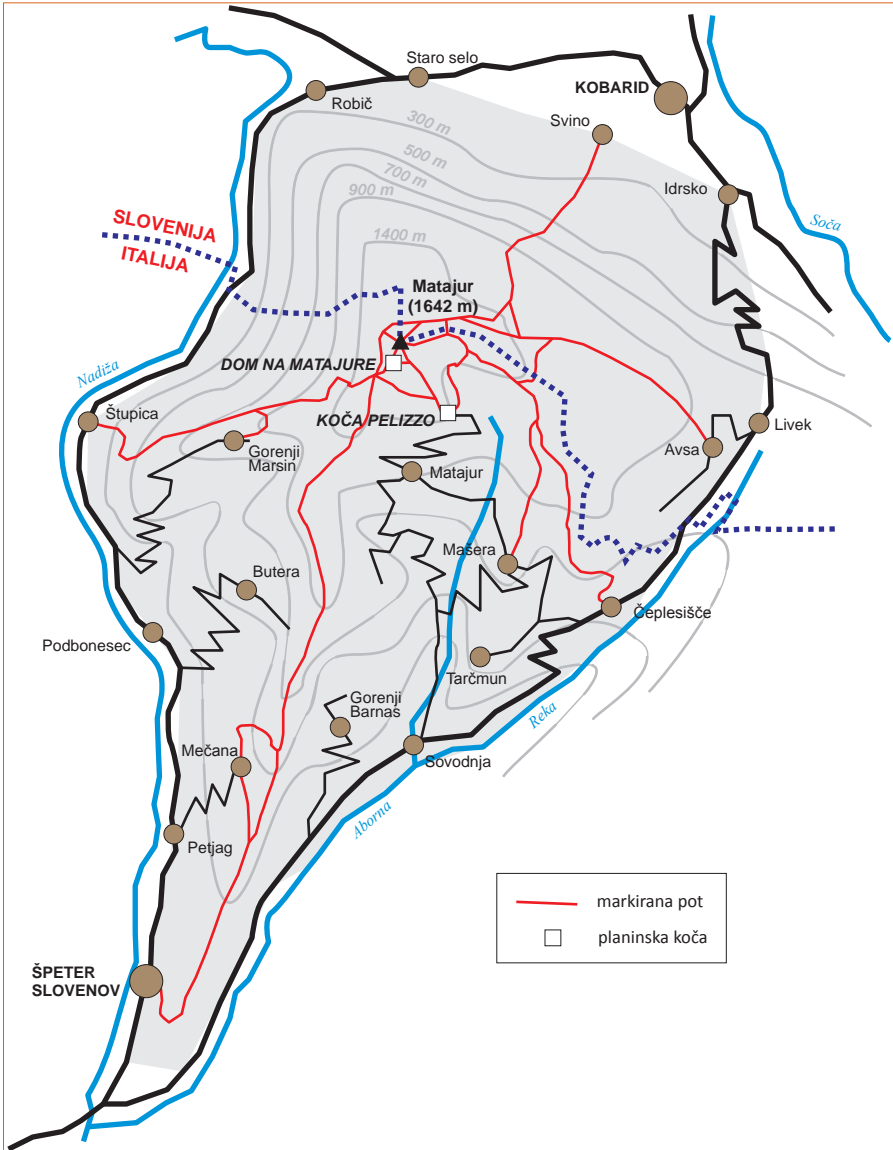 Staro selo
KOBARID
Robič
Svino
300 m
500 m
700 m
900 m
Idrsko
Soča
SLOVENIJA
ITALIJA
1400 m
Matajur
(1642 m)
DOM NA MATAJURE
Nadiža
KOČA PELIZZO
Štupica
Livek
Gorenji
Marsin
Avsa
Matajur
Mašera
Butera
Čeplesišče
Podbonesec
Tarčmun
Gorenji
Barnas
Reka
Mečana
Sovodnja
Aborna
Petjag
markirana pot
planinska koča
ŠPETER
SLOVENOV